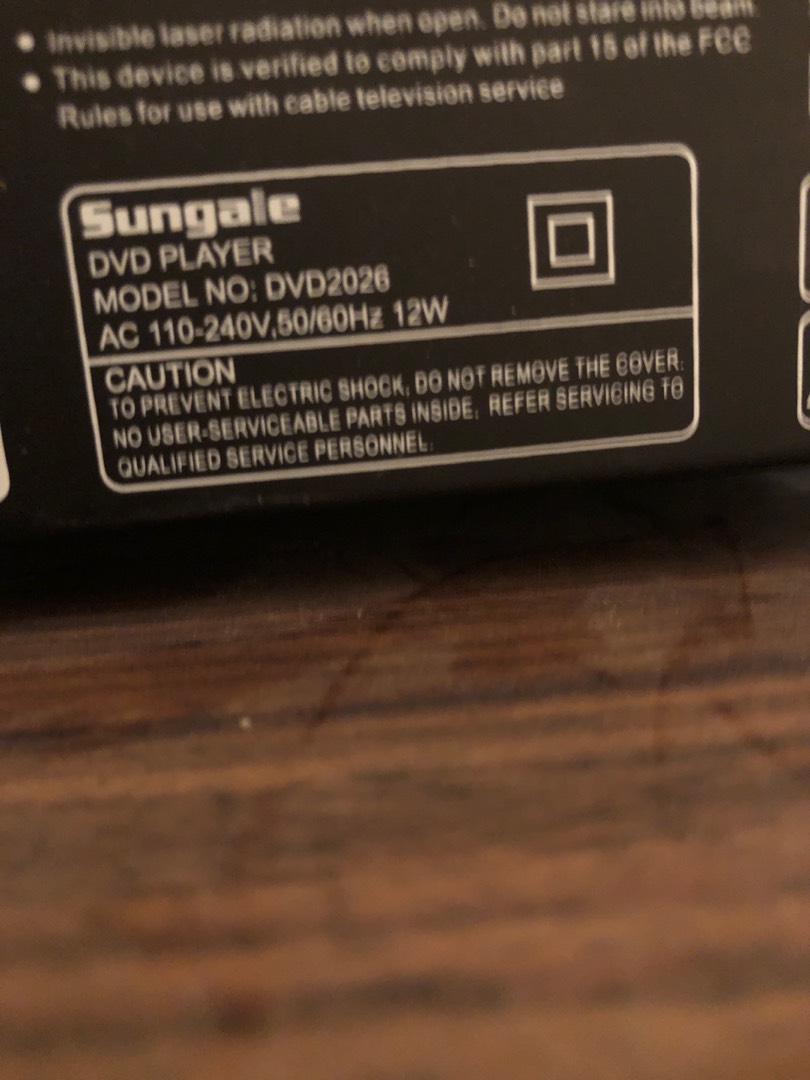 • Invisible laser radiation when open. Do not stare into beam.
• This device is verified to comply with part 15 of the FCC
Rules for use with cable television service
Sungale
DVD PLAYER
MODEL NO: DVD2026
AC 110-240V,50/60Hz 12W
CAUTION
TO PREVENT ELECTRIC SHOCK, DO NOT REMOVE THE COVER.
NO USER-SERVICEABLE PARTS INSIDE. REFER SERVICING TO
QUALIFIED SERVICE PERSONNEL.